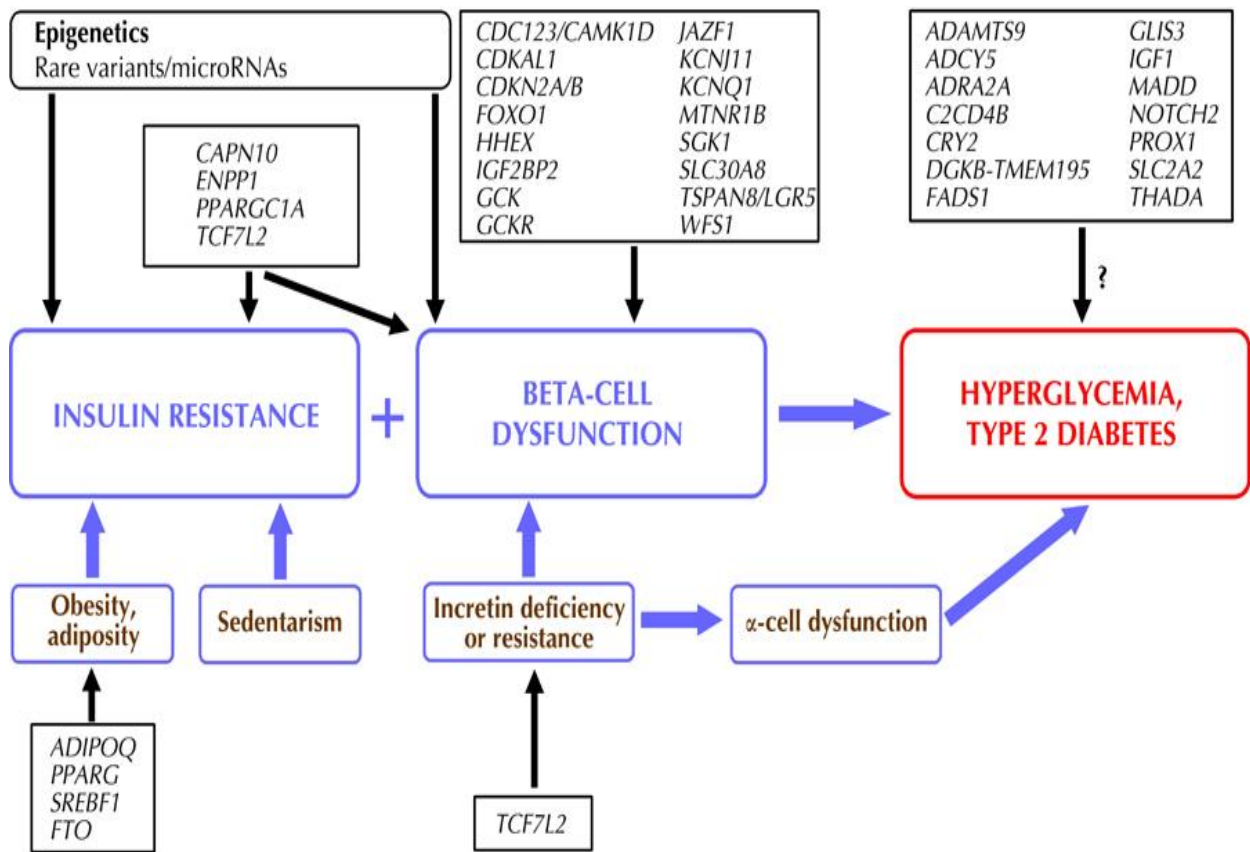 Epigenetics
Rare variants/microRNAs
CAPN10
ENPP1
PPARGC1A
TCF7L2
CDC123/CAMK1D JAZF1
CDKAL1 KCNJ11
CDKN2A/B KCNQ1
FOXO1 MTNR1B
HHEX SGK1
IGF2BP2 SLC30A8
GCK TSPAN8/LGR5
GCKR WFS1
ADAMTS9 GLIS3
ADCY5 IGF1
ADRA2A MADD
C2CD4B NOTCH2
CRY2 PROX1
DGKB-TMEM195 SLC2A2
FADS1 THADA
?
INSULIN RESISTANCE
+
BETA-CELL
DYSFUNCTION
HYPERGLYCEMIA,
TYPE 2 DIABETES
Obesity,
adiposity
Sedentarism
Incretin deficiency
or resistance
α-cell dysfunction
ADIPOQ
PPARG
SREBF1
FTO
TCF7L2